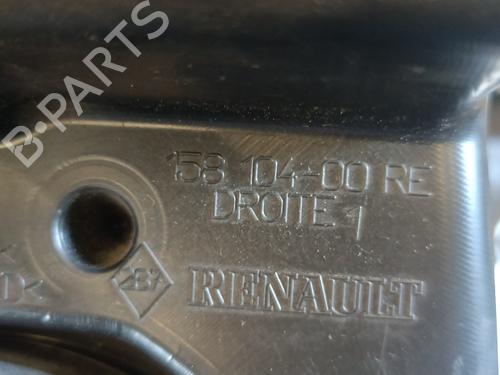 B-PARTS
158 104-00 RE
DROITE 1
D<
RENAULT